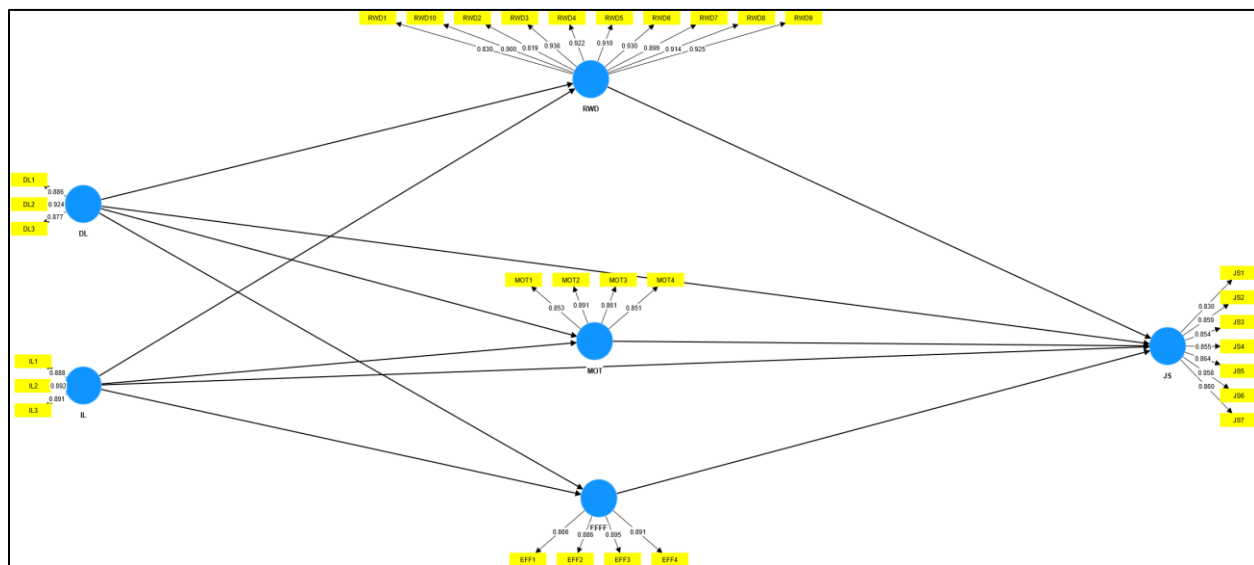 RWD1 RWD10 RWD2 RWD3 RWD4 RWD5 RWD6 RWD7 RWD8 RWD9
0.830 0.900 0.819 0.936 0.922 0.910 0.930 0.899 0.914 0.925
RWD
DL1
0.886
DL2
0.924
DL3
0.877
DL
MOT1 MOT2 MOT3 MOT4
0.853 0.891 0.861 0.851
MOT
IL1
0.888
IL2
0.892
IL3
0.891
IL
JS1
0.830
JS2
0.859
JS3
0.854
JS4
0.855
JS5
0.864
JS6
0.858
JS7
0.860
JS
EFFF
0.866 0.886 0.895 0.891
EFF1 EFF2 EFF3 EFF4